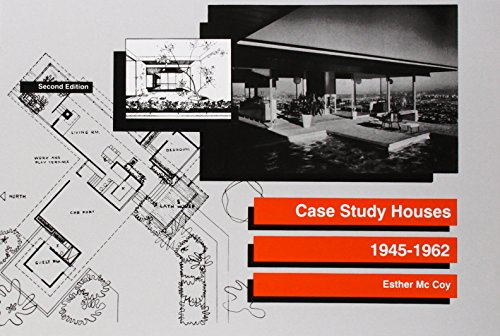 Second Edition
LIVING RM.
WORK AND
PLAY TERRACE
BEDROOM
NORTH
CAR PORT
LATH HOUSE
GUEST RM
Case Study Houses
1945-1962
Esther Mc Coy